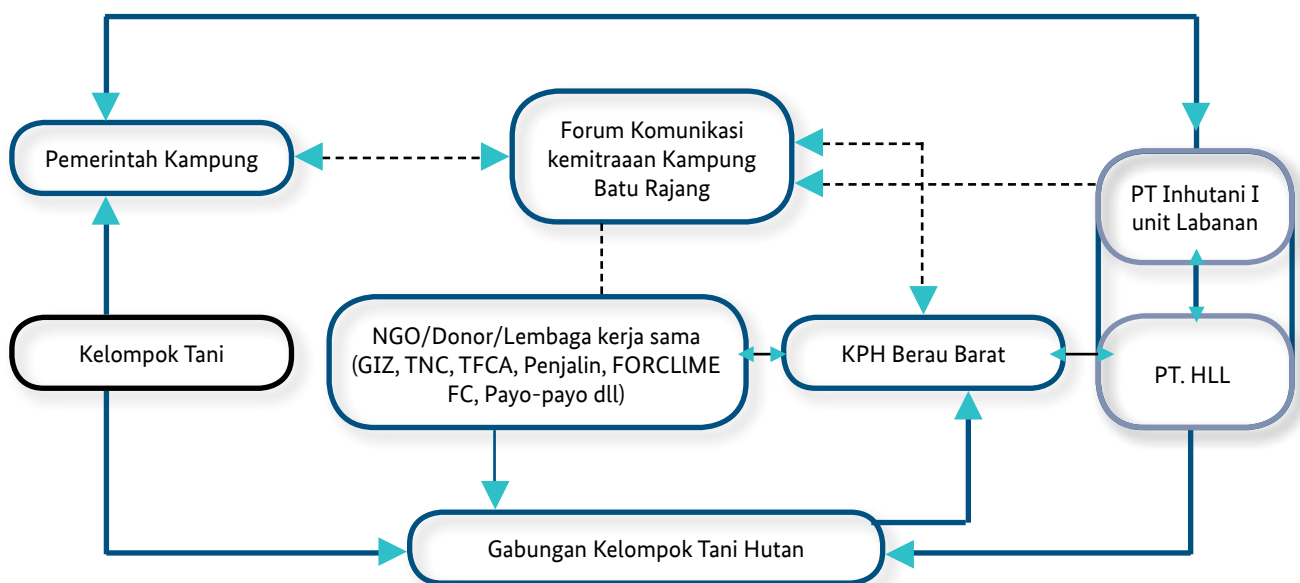 Pemerintah Kampung
Forum Komunikasi
kemitraaan Kampung
Batu Rajang
PT Inhutani I
unit Labanan
Kelompok Tani
NGO/Donor/Lembaga kerja sama
(GIZ, TNC, TFCA, Penjalin, FORCLIME
FC, Payo-payo dll)
KPH Berau Barat
PT. HLL
Gabungan Kelompok Tani Hutan